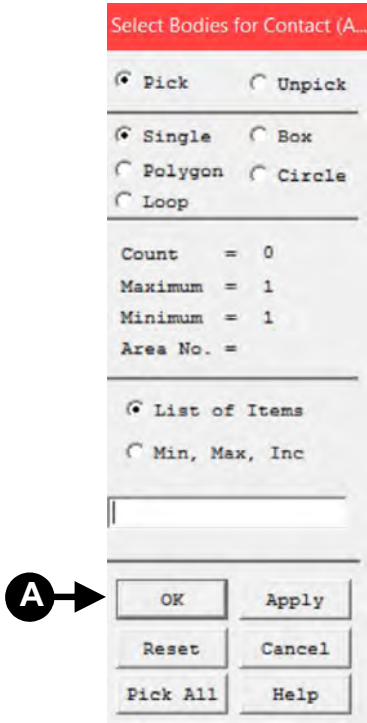 Select Bodies for Contact (A...
Pick Unpick
Single Box
Polygon Circle
Loop
Count = 0
Maximum = 1
Minimum = 1
Area No. =
List of Items
Min, Max, Inc
A
OK Apply
Reset Cancel
Pick All Help